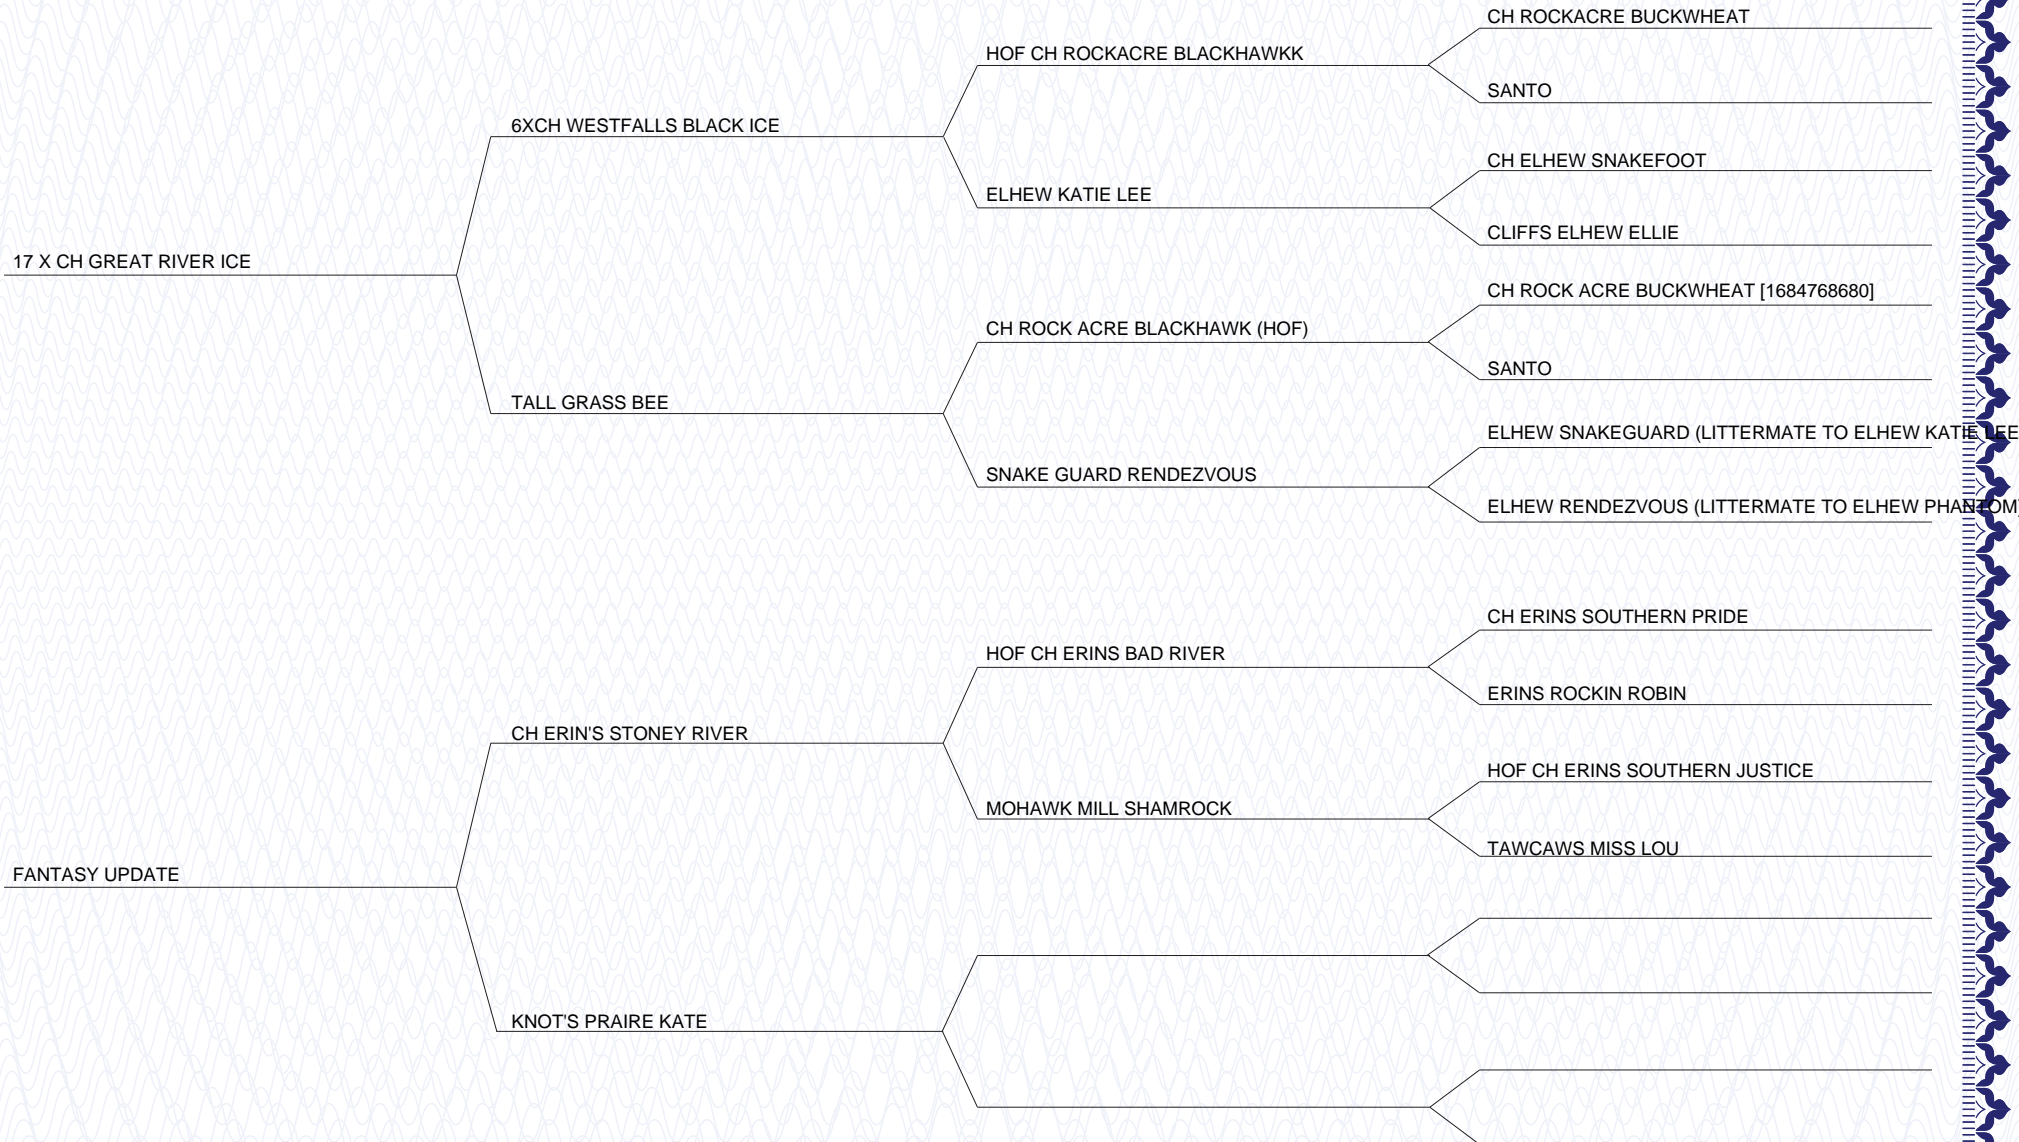 CH ROCKACRE BUCKWHEAT
HOF CH ROCKACRE BLACKHAWKK
SANTO
6XCH WESTFALLS BLACK ICE
CH ELHEW SNAKEFOOT
ELHEW KATIE LEE
CLIFFS ELHEW ELLIE
17 X CH GREAT RIVER ICE
CH ROCK ACRE BUCKWHEAT [1684768680]
CH ROCK ACRE BLACKHAWK (HOF)
SANTO
TALL GRASS BEE
ELHEW SNAKEGUARD (LITTERMATE TO ELHEW KATIE LEE
SNAKE GUARD RENDEZVOUS
ELHEW RENDEZVOUS (LITTERMATE TO ELHEW PHANTOM)
CH ERINS SOUTHERN PRIDE
HOF CH ERINS BAD RIVER
ERINS ROCKIN ROBIN
CH ERIN'S STONEY RIVER
HOF CH ERINS SOUTHERN JUSTICE
MOHAWK MILL SHAMROCK
TAWCAWS MISS LOU
FANTASY UPDATE
KNOT'S PRAIRE KATE